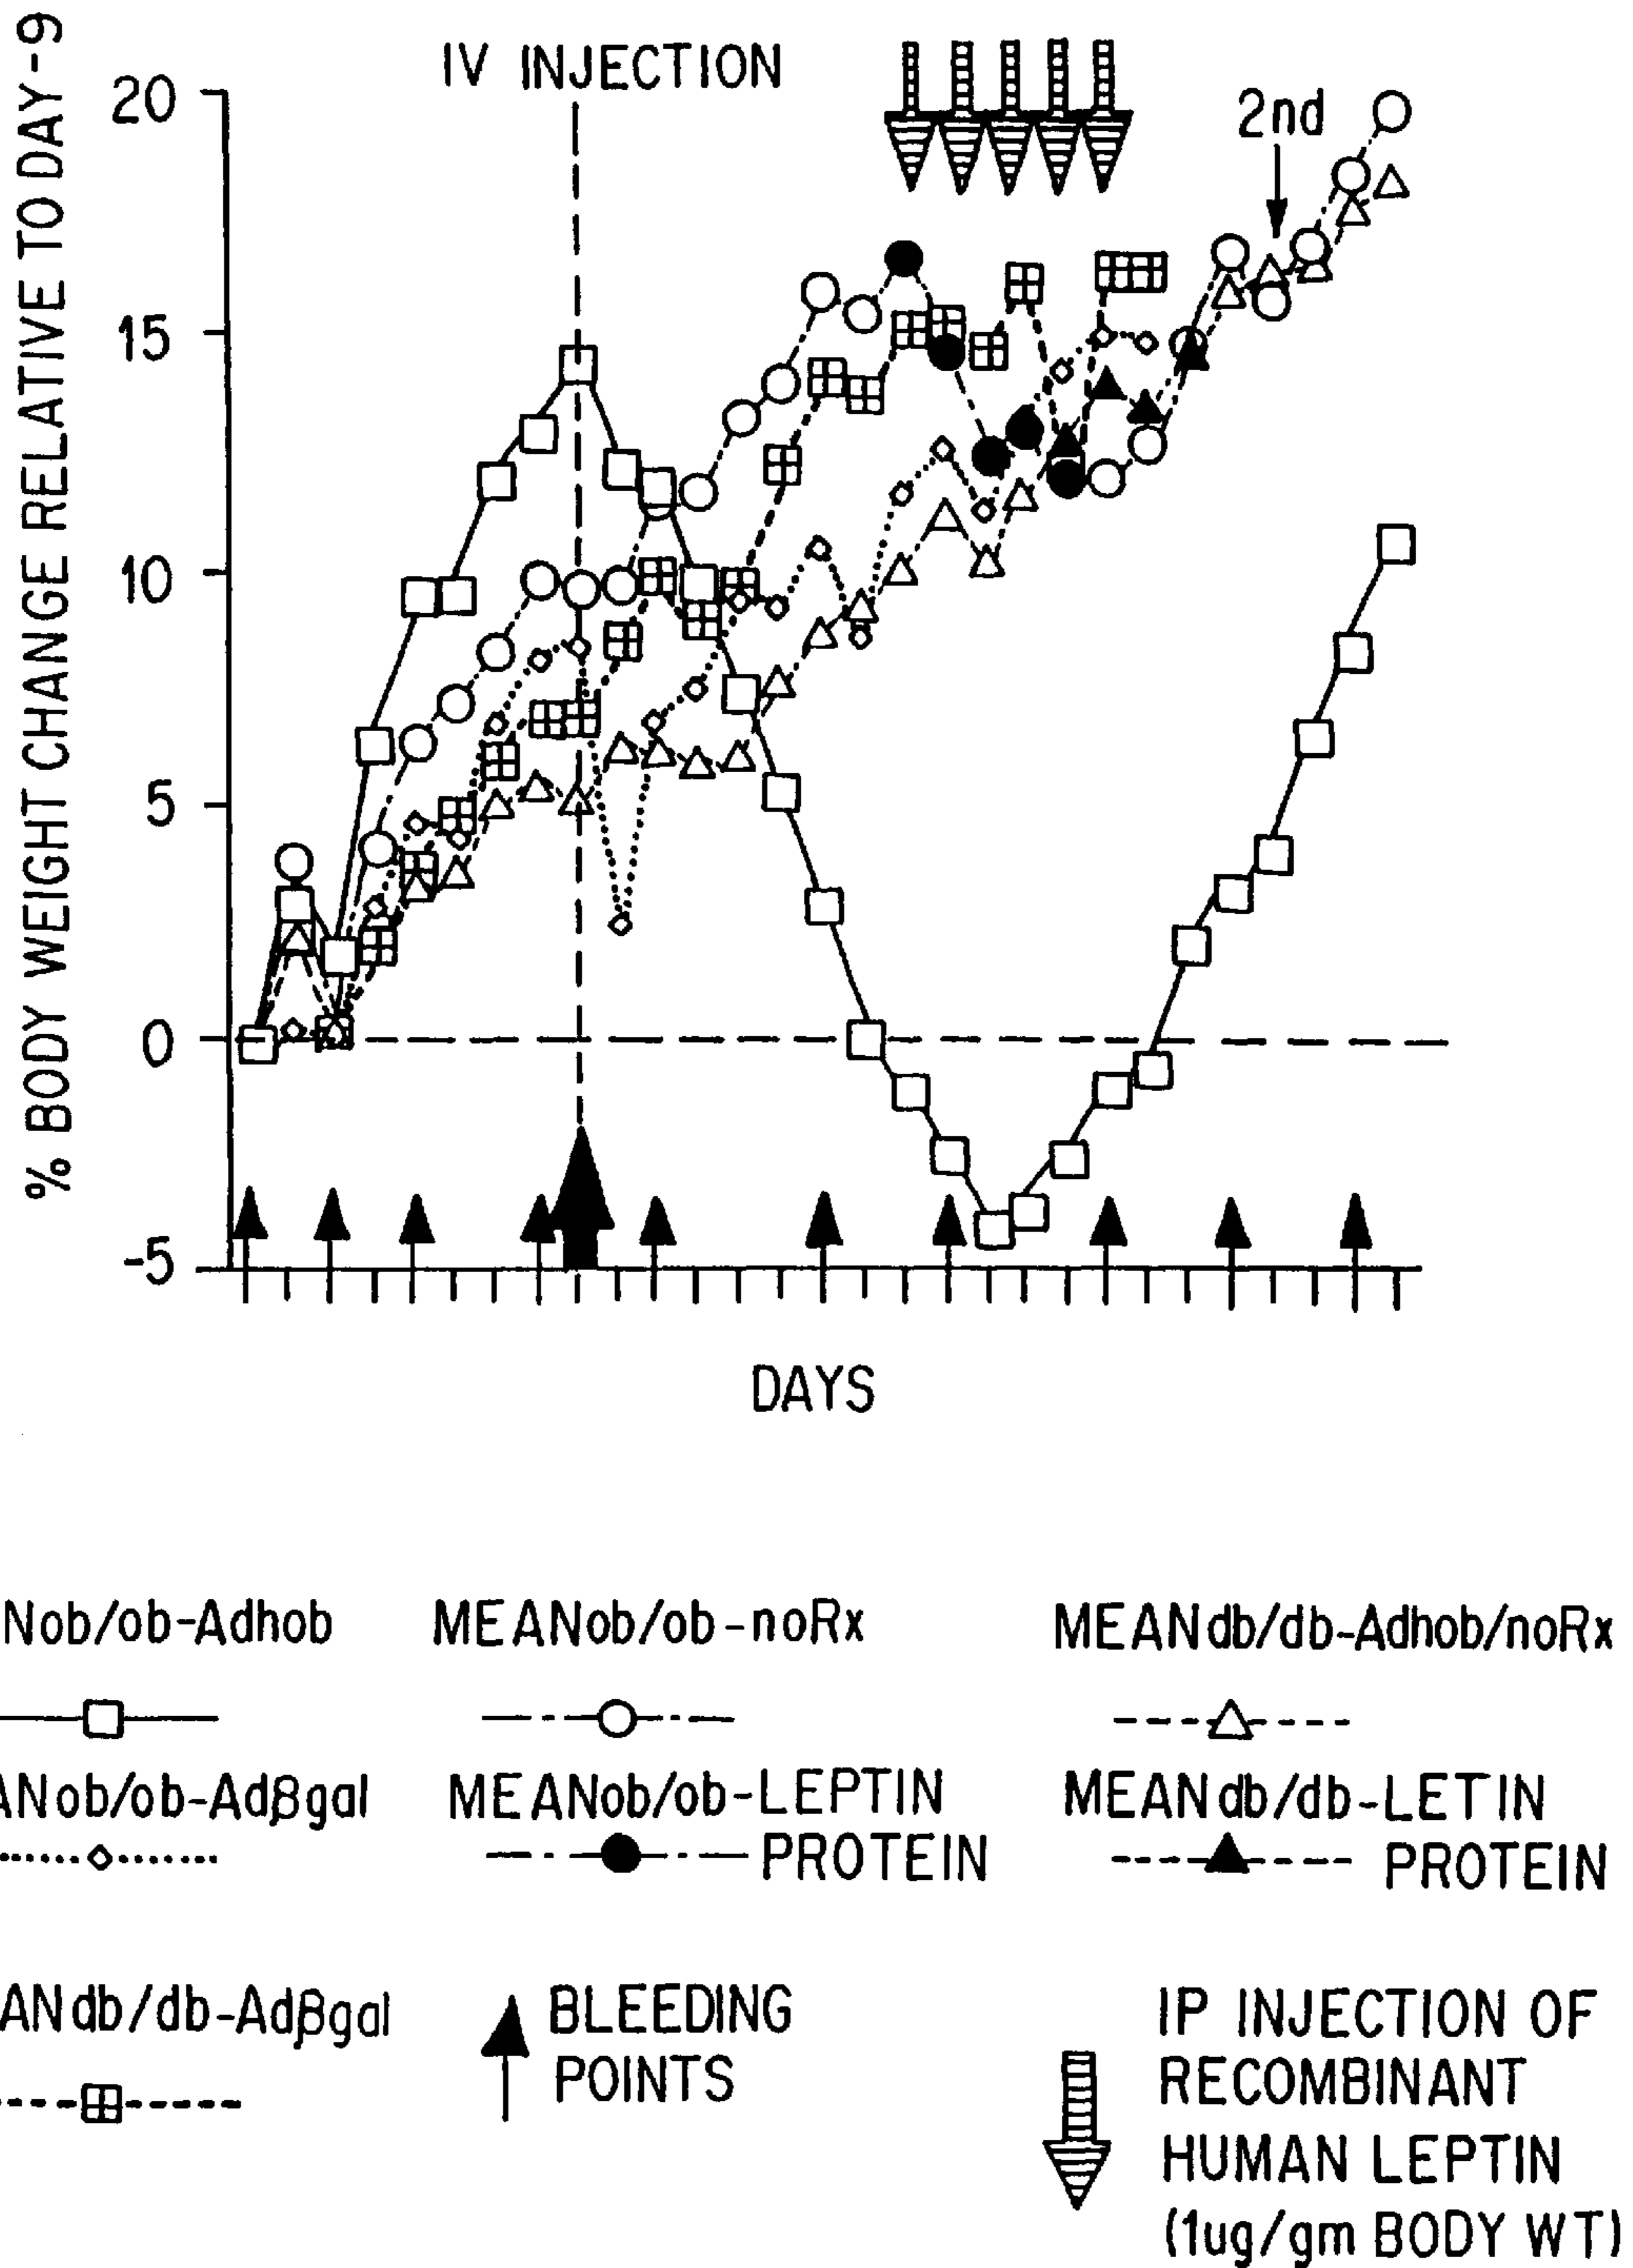 % BODY WEIGHT CHANGE RELATIVE TO DAY-9
IV INJECTION
2nd
20
15
10
5
0
-5
DAYS
Nob/ob-Adhob
MEANob/ob-noRx
MEANdb/db-Adhob/noRx
ANob/ob-Adβgal
MEANob/ob-LEPTIN
PROTEIN
MEANdb/db-LETIN
PROTEIN
ANdb/db-Adβgal
BLEEDING
POINTS
IP INJECTION OF
RECOMBINANT
HUMAN LEPTIN
(1ug/gm BODY WT)